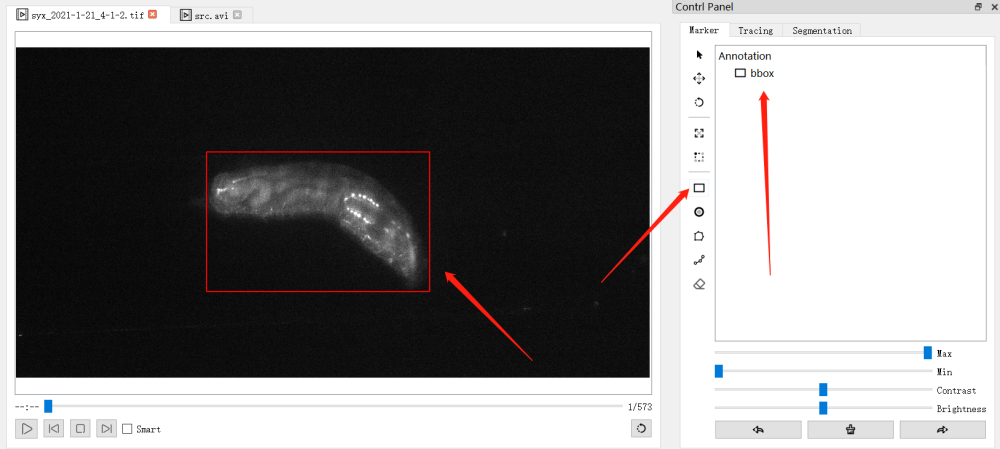 syx_2021-1-21_4-1-2.tif
src.avi
Contrl Panel
Marker
Tracing
Segmentation
Annotation
bbox
Max
Min
Contrast
Brightness
--:--
1/573
Smart